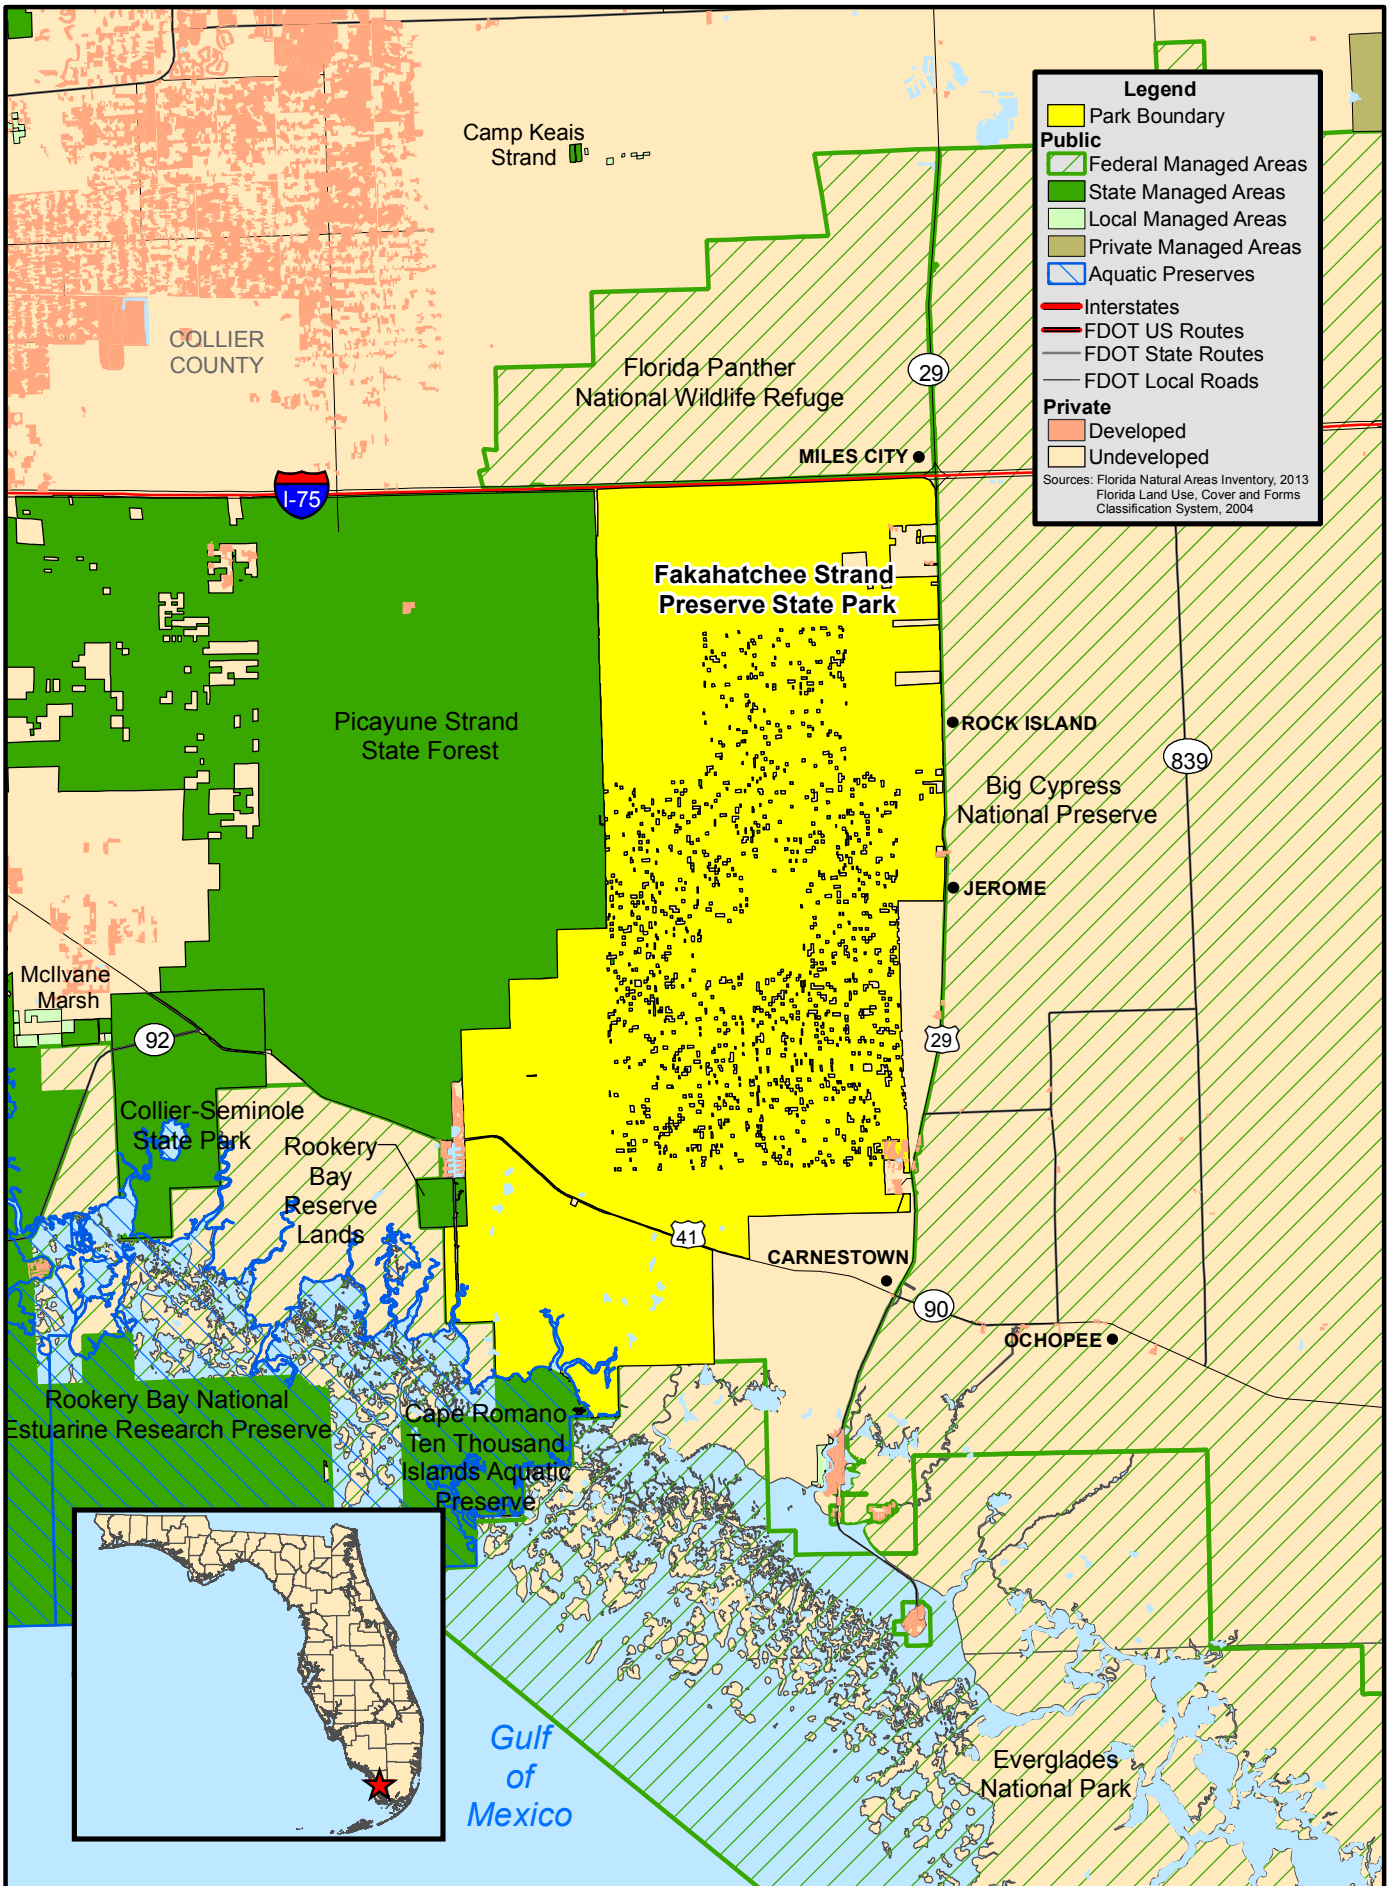 Legend
Park Boundary
Public
Federal Managed Areas
State Managed Areas
Local Managed Areas
Private Managed Areas
Aquatic Preserves
Interstates
FDOT US Routes
FDOT State Routes
FDOT Local Roads
Private
Developed
Undeveloped
Sources: Florida Natural Areas Inventory, 2013
Florida Land Use, Cover and Forms
Classification System, 2004
Camp Keais
Strand
COLLIER
COUNTY
Florida Panther
National Wildlife Refuge
29
MILES CITY
I-75
Fakahatchee Strand
Preserve State Park
Picayune Strand
State Forest
ROCK ISLAND
839
Big Cypress
National Preserve
JEROME
McIlvane
Marsh
92
29
Collier-Seminole
State Park
Rookery
Bay
Reserve
Lands
41
CARNESTOWN
90
OCHOPEE
Rookery Bay National
Estuarine Research Preserve
Cape Romano
Ten Thousand
Islands Aquatic
Preserve
Gulf
of
Mexico
Everglades
National Park